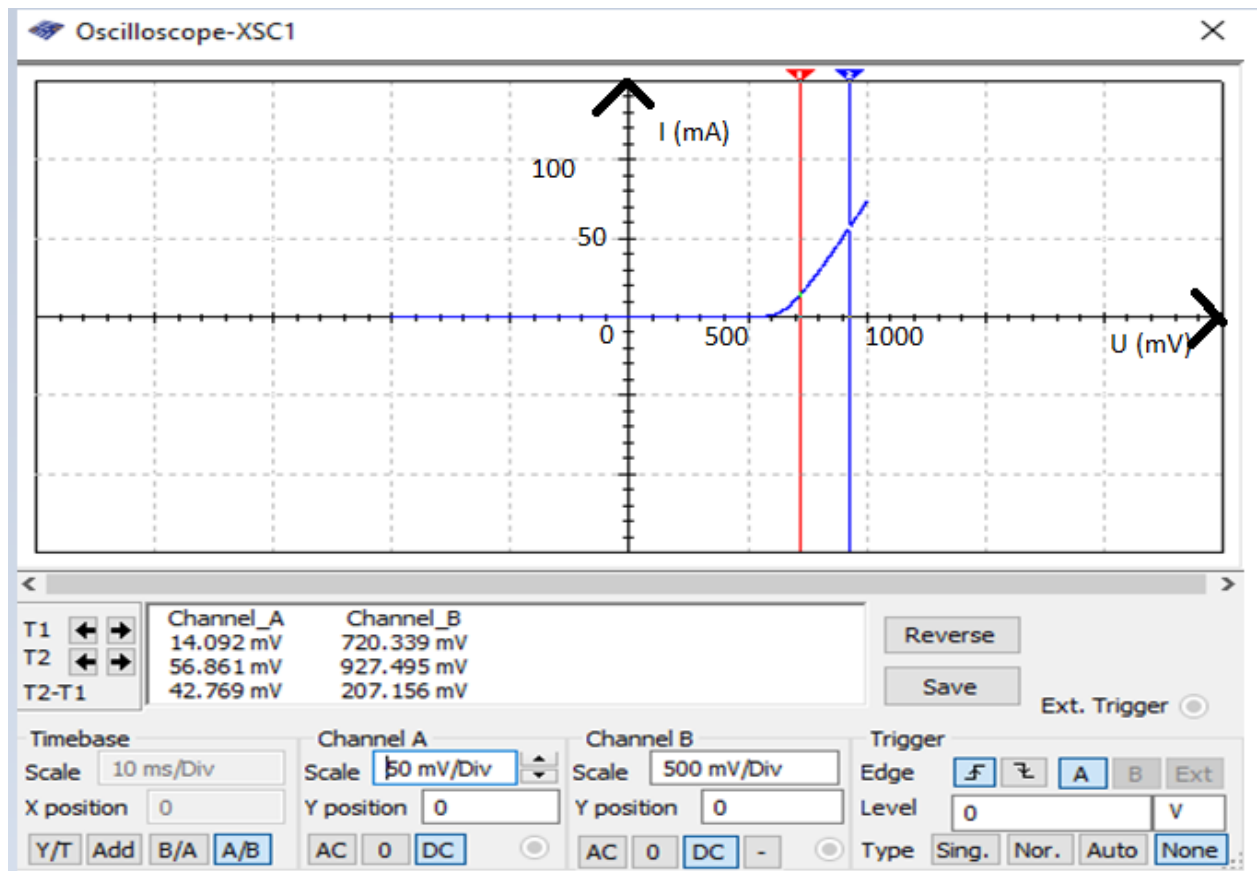 Oscilloscope-XSC1
1 2
I (mA)
100
50
0 500 1000
U (mV)
Channel_A Channel_B
T1 14.092 mV 720.339 mV
T2 56.861 mV 927.495 mV
T2-T1 42.769 mV 207.156 mV
Reverse
Save
Ext. Trigger
Timebase Channel A Channel B Trigger
Scale 10 ms/Div Scale 50 mV/Div Scale 500 mV/Div Edge A B Ext
X position 0 Y position 0 Y position 0 Level 0 V
Y/T Add B/A A/B AC 0 DC AC 0 DC - Type Sing. Nor. Auto None